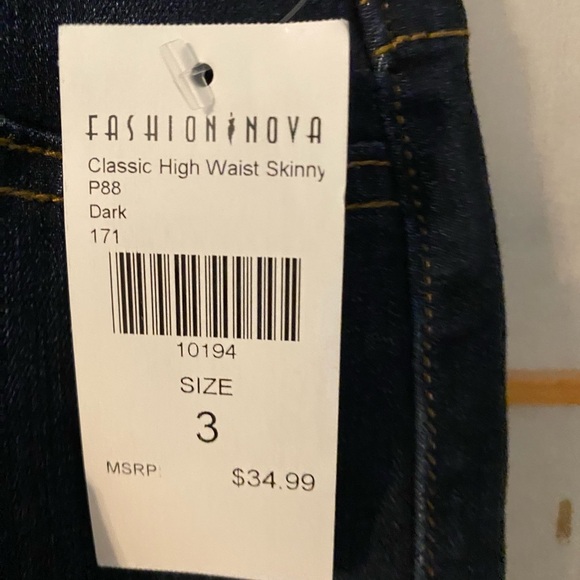 FASHION NOVA
Classic High Waist Skinny
P88
Dark
171
10194
SIZE
3
MSRP
$34.99